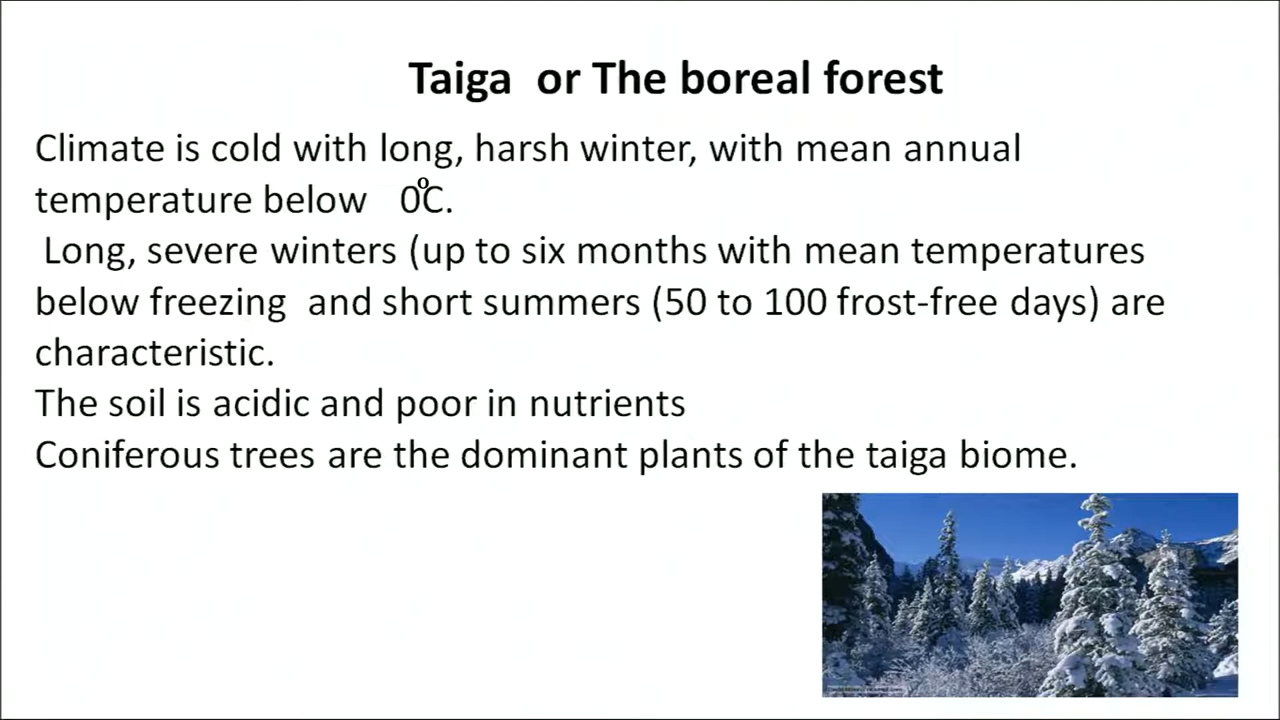 Taiga  or The boreal forest
Climate is cold with long, harsh winter, with mean annual
temperature below   0°C.
Long, severe winters (up to six months with mean temperatures
below freezing  and short summers (50 to 100 frost-free days) are
characteristic.
The soil is acidic and poor in nutrients
Coniferous trees are the dominant plants of the taiga biome.